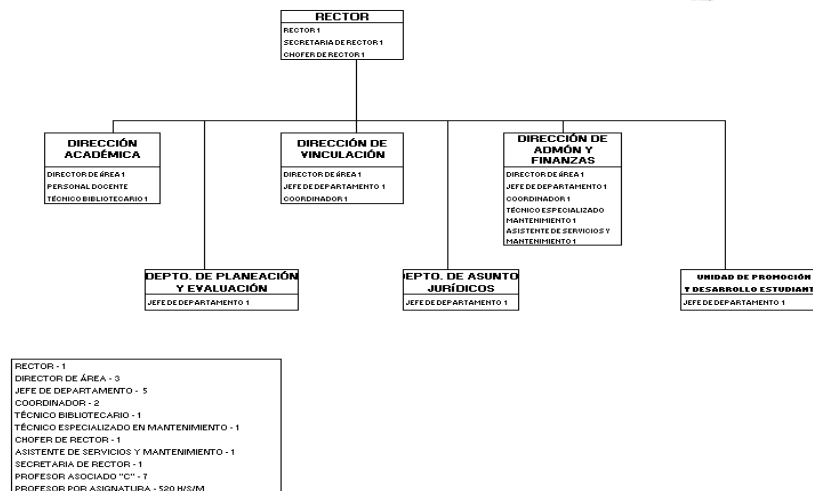 RECTOR
RECTOR 1
SECRETARIA DE RECTOR 1
CHOFER DE RECTOR 1
DIRECCIÓN
ACADÉMICA
DIRECTOR DE ÁREA 1
PERSONAL DOCENTE
TÉCNICO BIBLIOTECARIO 1
DIRECCIÓN DE
VINCULACIÓN
DIRECTOR DE ÁREA 1
JEFE DE DEPARTAMENTO 1
COORDINADOR 1
DIRECCIÓN DE
ADMÓN Y
FINANZAS
DIRECTOR DE ÁREA 1
JEFE DE DEPARTAMENTO 1
COORDINADOR 1
TÉCNICO ESPECIALIZADO
MANTENIMIENTO 1
ASISTENTE DE SERVICIOS Y
MANTENIMIENTO 1
DEPTO. DE PLANEACIÓN
Y EVALUACIÓN
JEFE DE DEPARTAMENTO 1
EPTO. DE ASUNTO
JURÍDICOS
JEFE DE DEPARTAMENTO 1
UNIDAD DE PROMOCIÓN
Y DESARROLLO ESTUDIANT
JEFE DE DEPARTAMENTO 1
RECTOR - 1
DIRECTOR DE ÁREA - 3
JEFE DE DEPARTAMENTO - 5
COORDINADOR - 2
TÉCNICO BIBLIOTECARIO - 1
TÉCNICO ESPECIALIZADO EN MANTENIMIENTO - 1
CHOFER DE RECTOR - 1
ASISTENTE DE SERVICIOS Y MANTENIMIENTO - 1
SECRETARIA DE RECTOR - 1
PROFESOR ASOCIADO "C" - 7
PROFESOR POR ASIGNATURA - 520 H/S/M